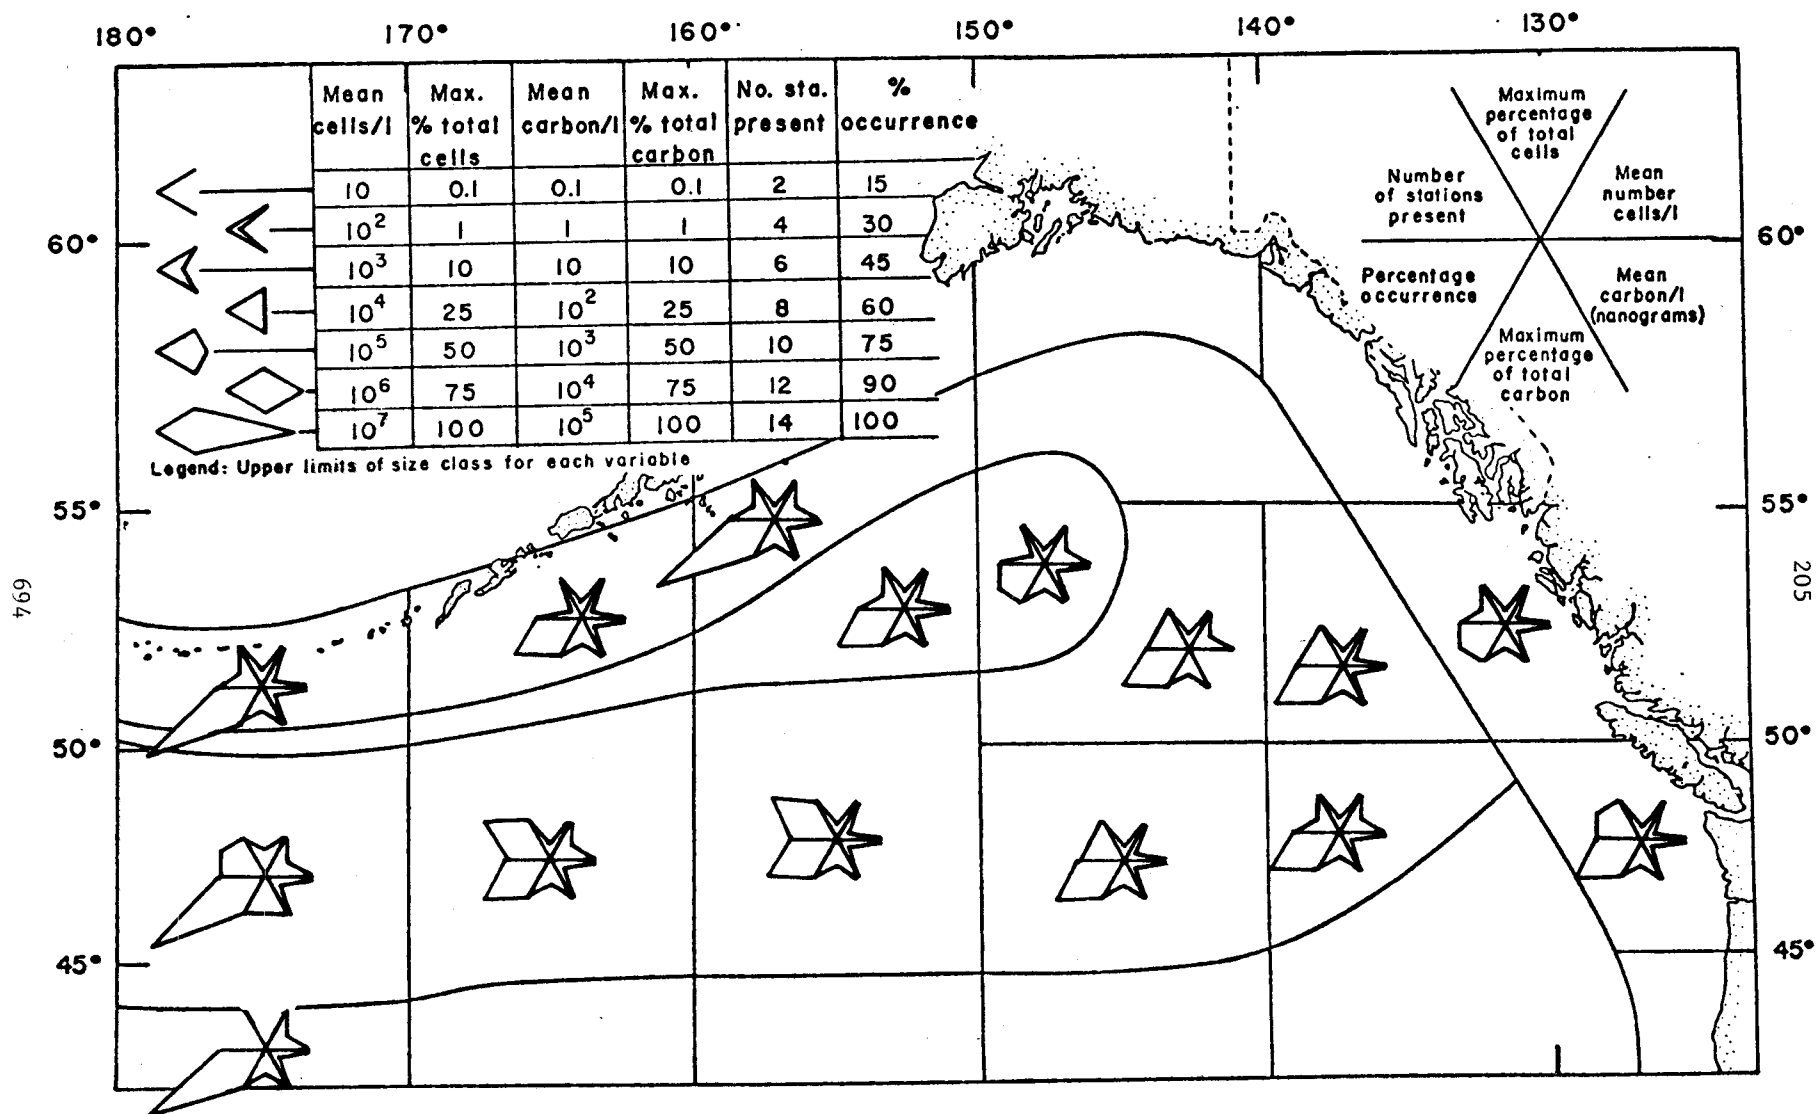 180° 170° 160° 150° 140° 130°
Mean cells/l Max. % total cells Mean carbon/l Max. % total carbon No. sta. present % occurrence
10 0.1 0.1 0.1 2 15
10² 1 1 1 4 30
10³ 10 10 10 6 45
10⁴ 25 10² 25 8 60
10⁵ 50 10³ 50 10 75
10⁶ 75 10⁴ 75 12 90
10⁷ 100 10⁵ 100 14 100
Legend: Upper limits of size class for each variable
Maximum
percentage
of total
cells
Number
of stations
present
Mean
number
cells/l
Percentage
occurrence
Mean
carbon/l
(nanograms)
Maximum
percentage
of total
carbon
60° 60°
55° 55°
50° 50°
45° 45°
694
205